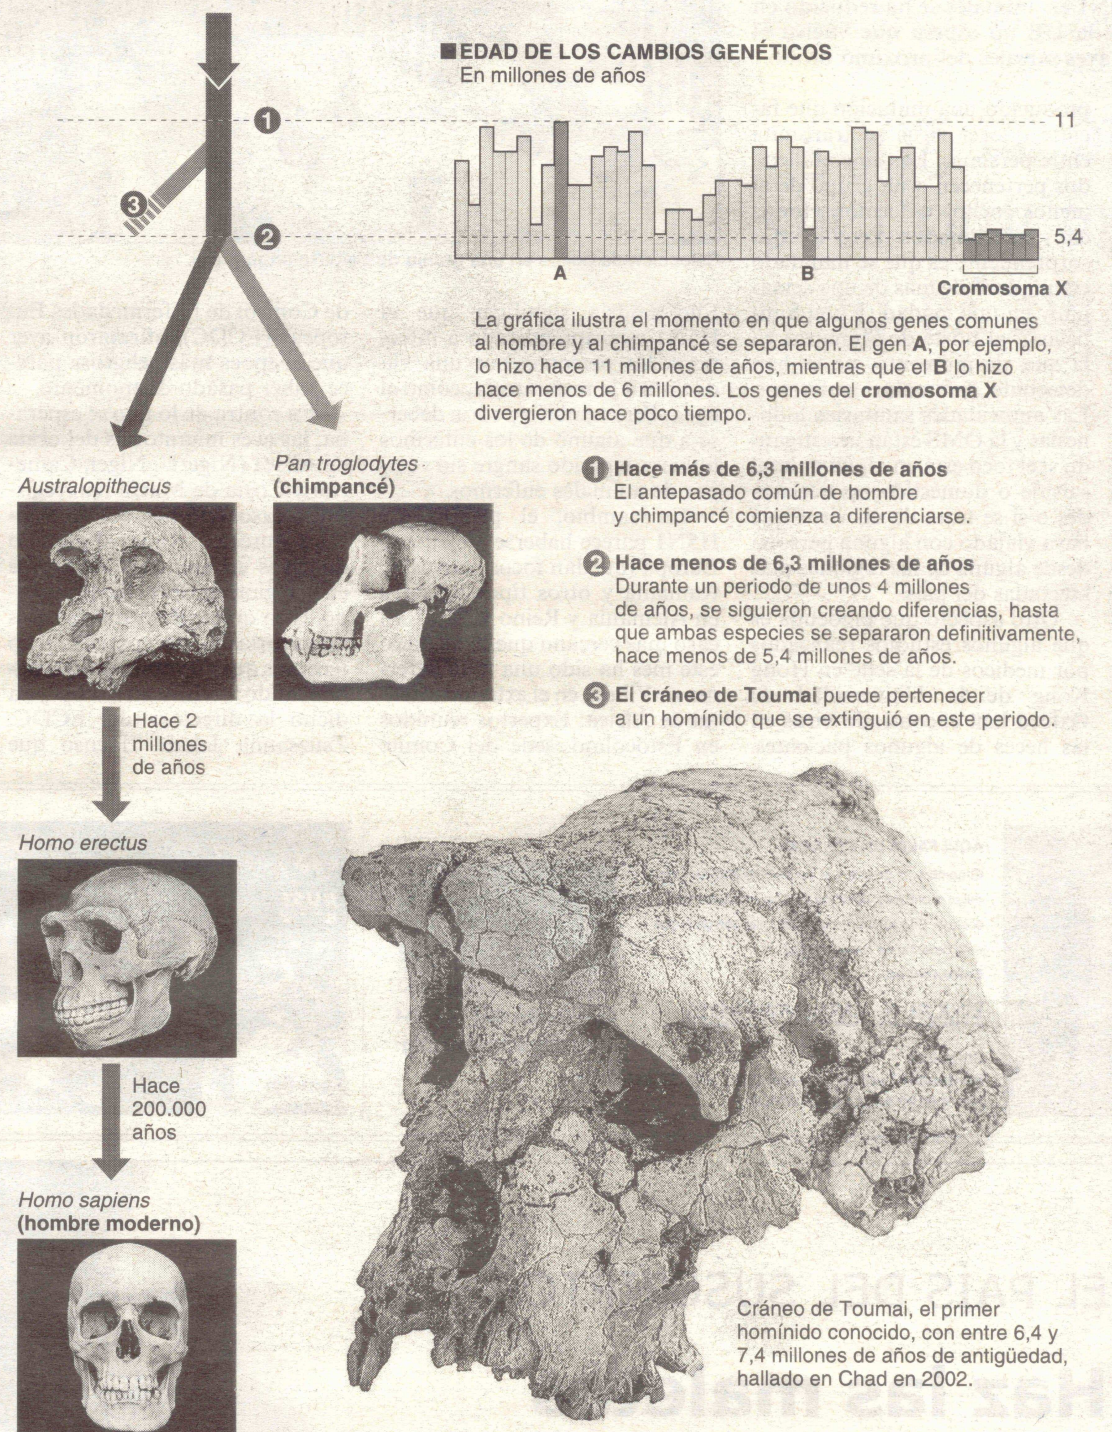 EDAD DE LOS CAMBIOS GENÉTICOS
En millones de años
11
5,4
A
B
Cromosoma X
La gráfica ilustra el momento en que algunos genes comunes
al hombre y al chimpancé se separaron. El gen A, por ejemplo,
lo hizo hace 11 millones de años, mientras que el B lo hizo
hace menos de 6 millones. Los genes del cromosoma X
divergieron hace poco tiempo.
1
3
2
1 Hace más de 6,3 millones de años
El antepasado común de hombre
y chimpancé comienza a diferenciarse.
2 Hace menos de 6,3 millones de años
Durante un periodo de unos 4 millones
de años, se siguieron creando diferencias, hasta
que ambas especies se separaron definitivamente,
hace menos de 5,4 millones de años.
3 El cráneo de Toumai puede pertenecer
a un homínido que se extinguió en este periodo.
Australopithecus
Pan troglodytes
(chimpancé)
Hace 2
millones
de años
Homo erectus
Hace
200.000
años
Homo sapiens
(hombre moderno)
Cráneo de Toumai, el primer
homínido conocido, con entre 6,4 y
7,4 millones de años de antigüedad,
hallado en Chad en 2002.